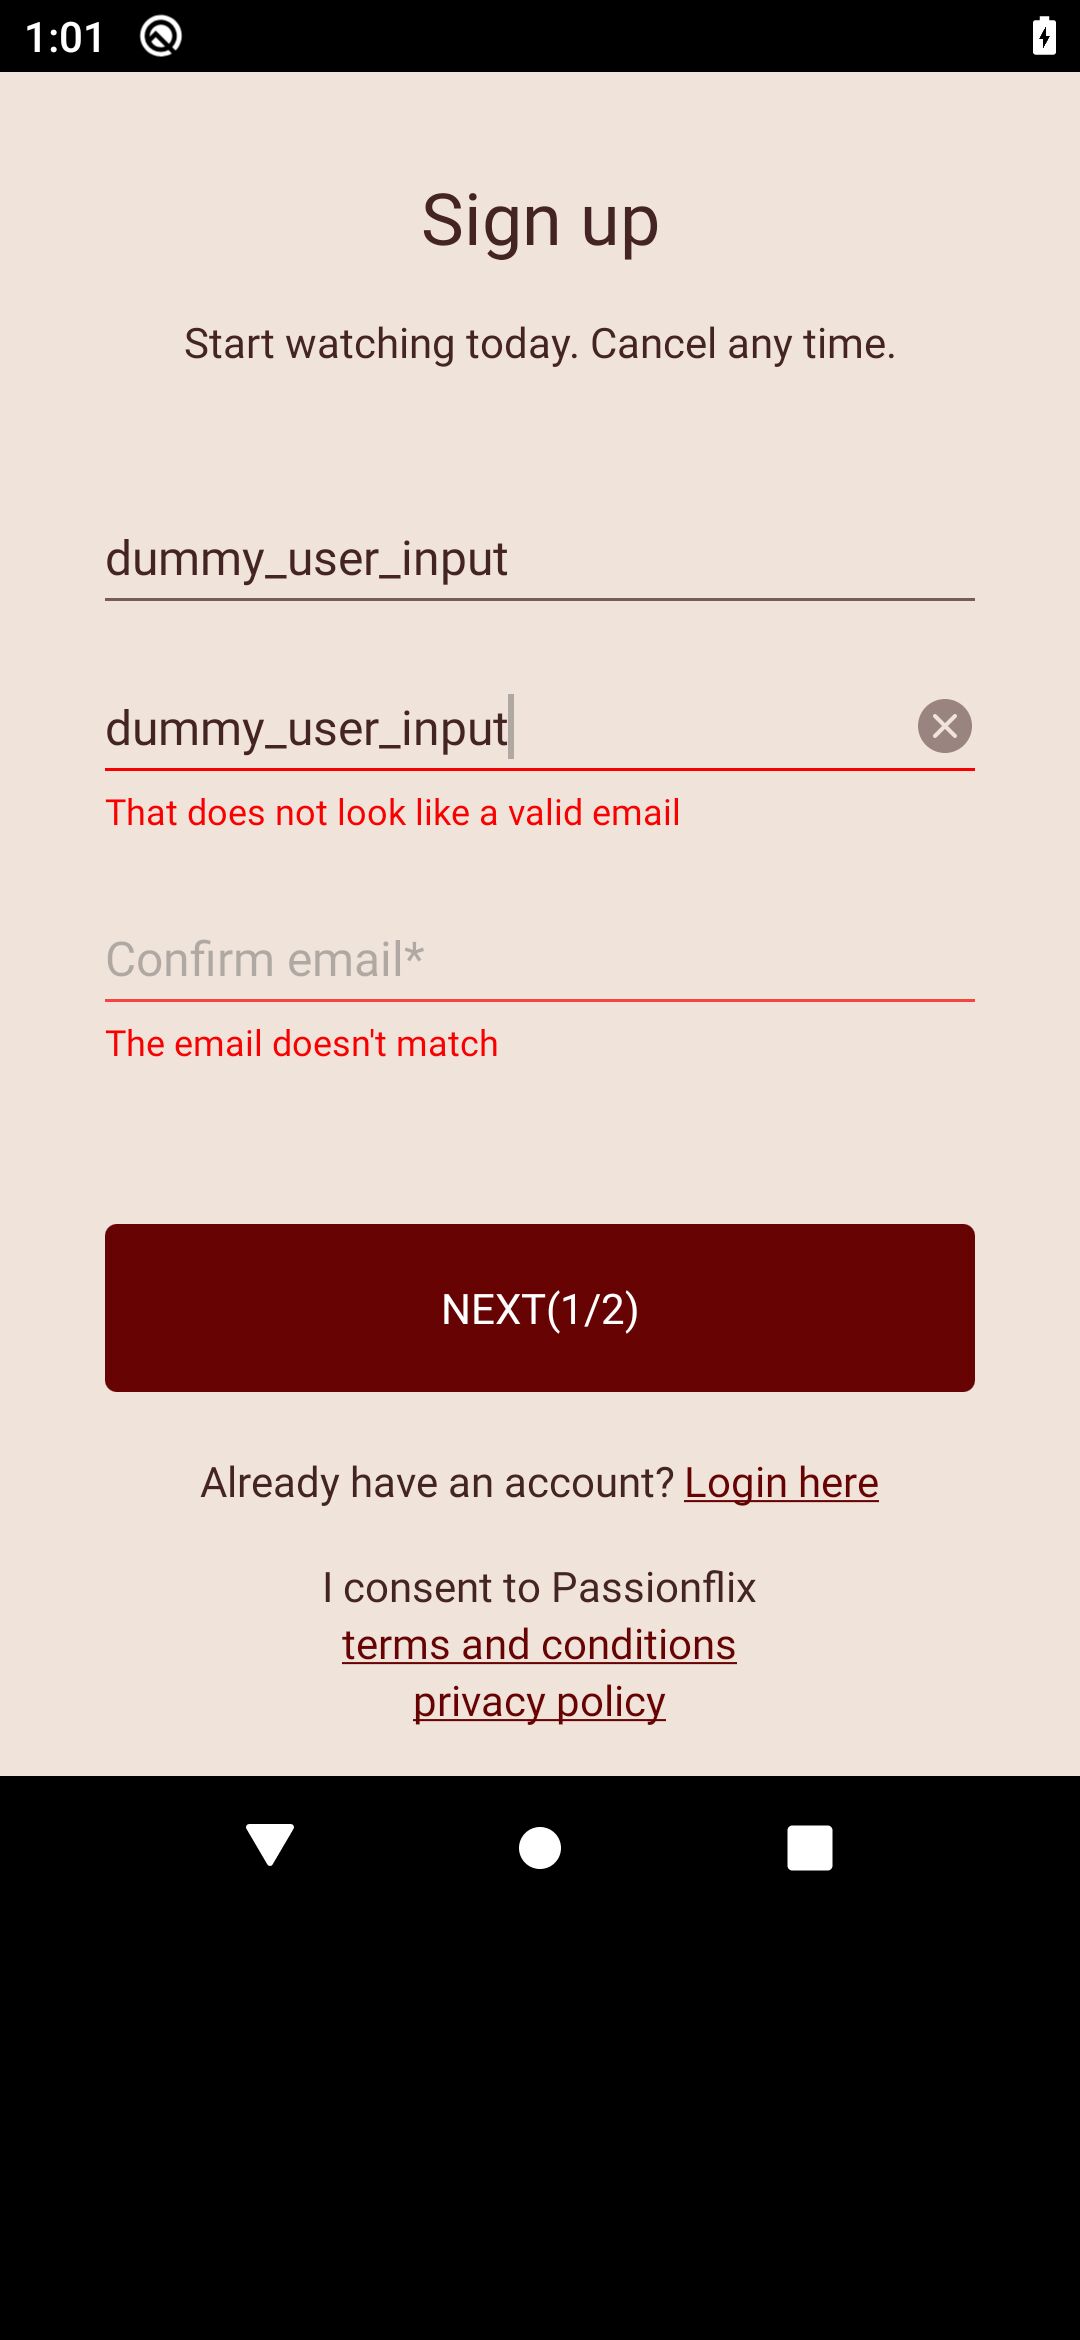 1:01
Sign up
Start watching today. Cancel any time.
dummy_user_input
dummy_user_input
That does not look like a valid email
Confirm email*
The email doesn't match
NEXT(1/2)
Already have an account? Login here
I consent to Passionflix
terms and conditions
privacy policy